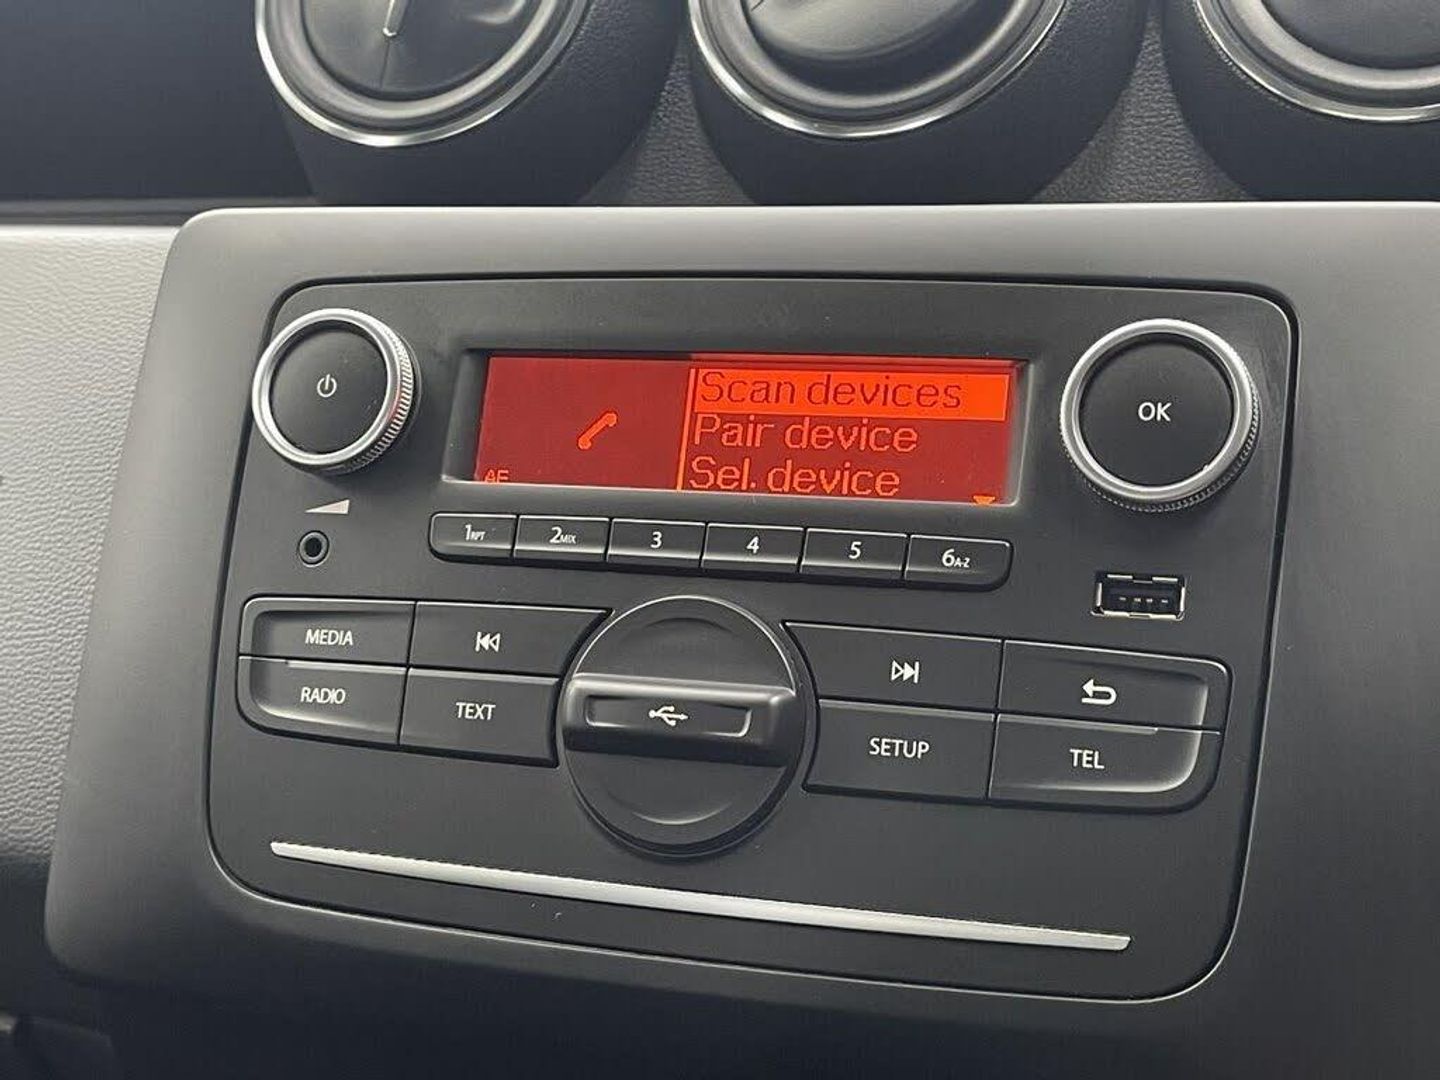 Scan devices
Pair device
Sel. device
AF
OK
1RPT 2MIX 3 4 5 6A-Z
MEDIA
RADIO
TEXT
SETUP
TEL